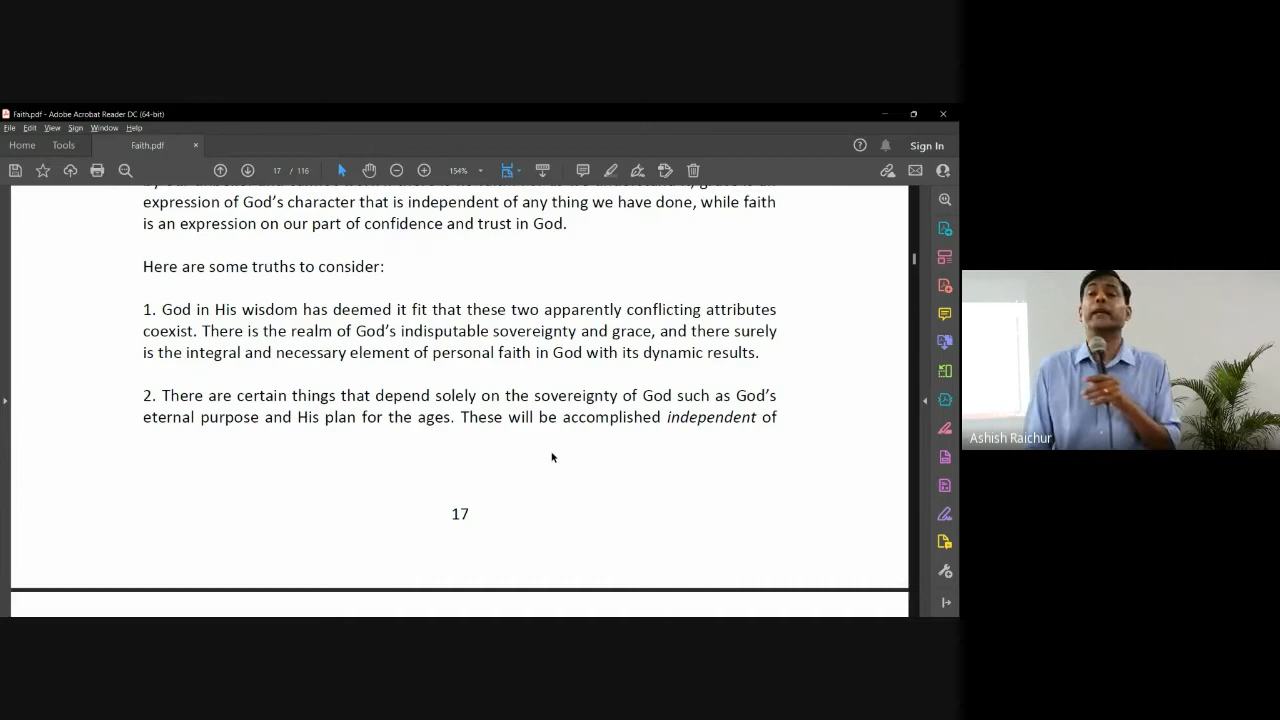 Faith.pdf - Adobe Acrobat Reader DC (64-bit)
File Edit View Sign Window Help
Home Tools Faith.pdf × Sign In
17 / 116 154%
expression of God's character that is independent of any thing we have done, while faith
is an expression on our part of confidence and trust in God.
Here are some truths to consider:
1. God in His wisdom has deemed it fit that these two apparently conflicting attributes
coexist. There is the realm of God's indisputable sovereignty and grace, and there surely
is the integral and necessary element of personal faith in God with its dynamic results.
2. There are certain things that depend solely on the sovereignty of God such as God's
eternal purpose and His plan for the ages. These will be accomplished independent of
17
Ashish Raichur